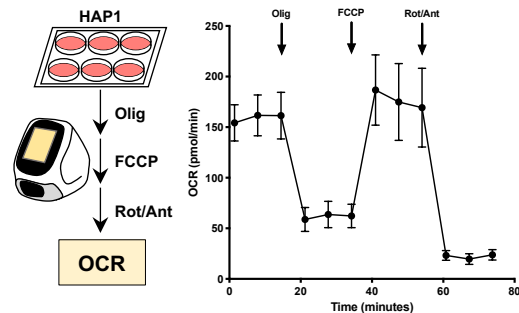 HAP1
Olig
FCCP
Rot/Ant
OCR
Olig
FCCP
Rot/Ant
OCR (pmol/min)
250
200
150
100
50
0
0
20
40
60
80
Time (minutes)